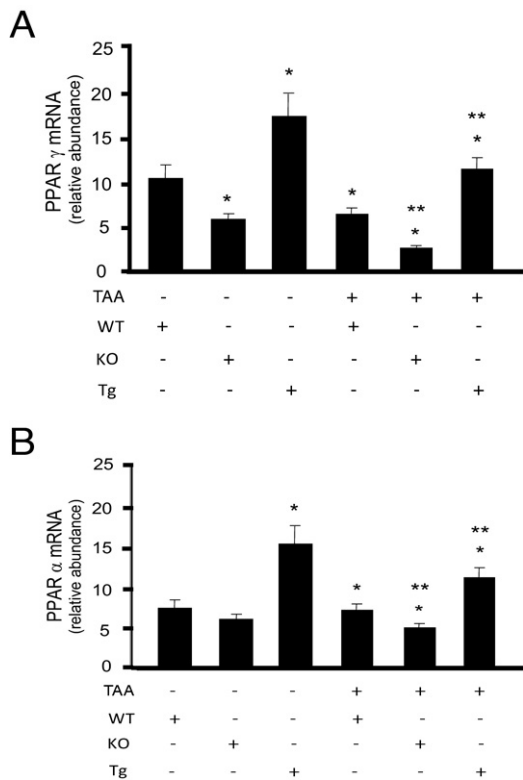 A
PPAR γ mRNA
(relative abundance)
25
20
15
10
5
0
*
*
*
**
*
**
*
TAA - - - + + +
WT + - - + - -
KO - + - - + -
Tg - - + - - +
B
PPAR α mRNA
(relative abundance)
25
20
15
10
5
0
*
*
**
*
**
*
TAA - - - + + +
WT + - - + - -
KO - + - - + -
Tg - - + - - +